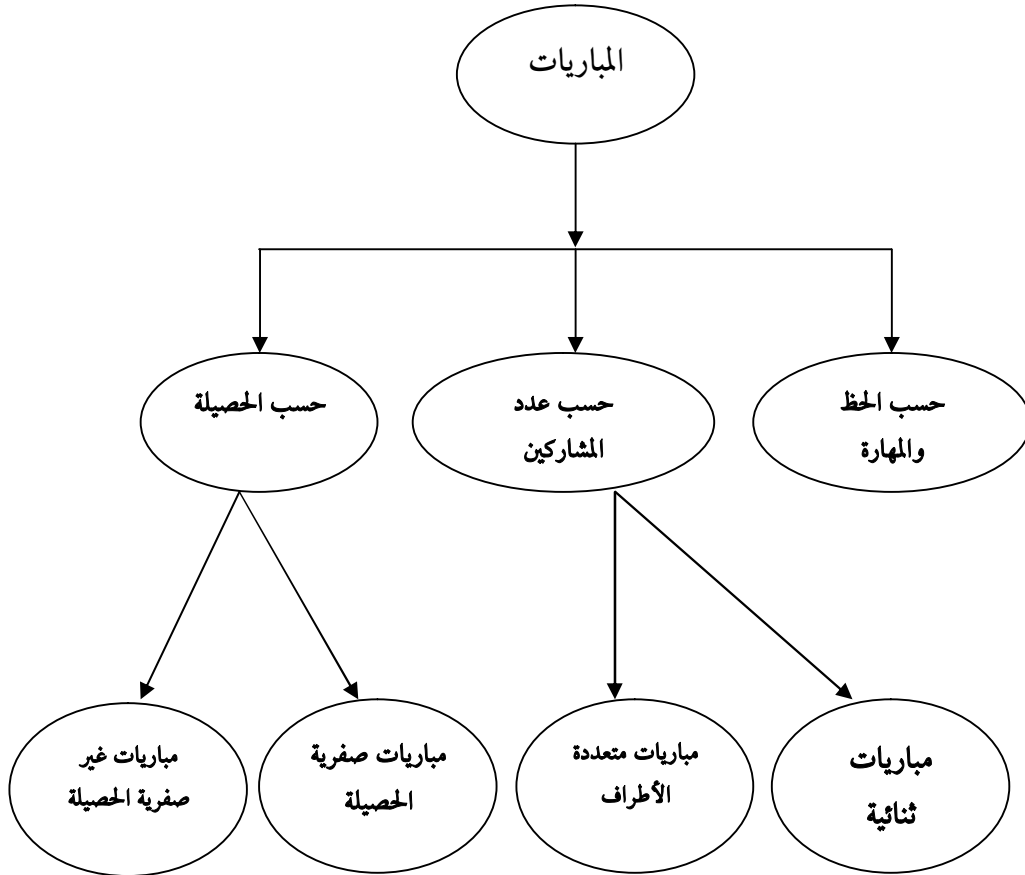 المباريات
حسب الحظ
والمهارة
حسب عدد
المشاركين
حسب الحصيلة
مباريات
ثنائية
مباريات متعددة
الأطراف
مباريات صفرية
الحصيلة
مباريات غير
صفرية الحصيلة